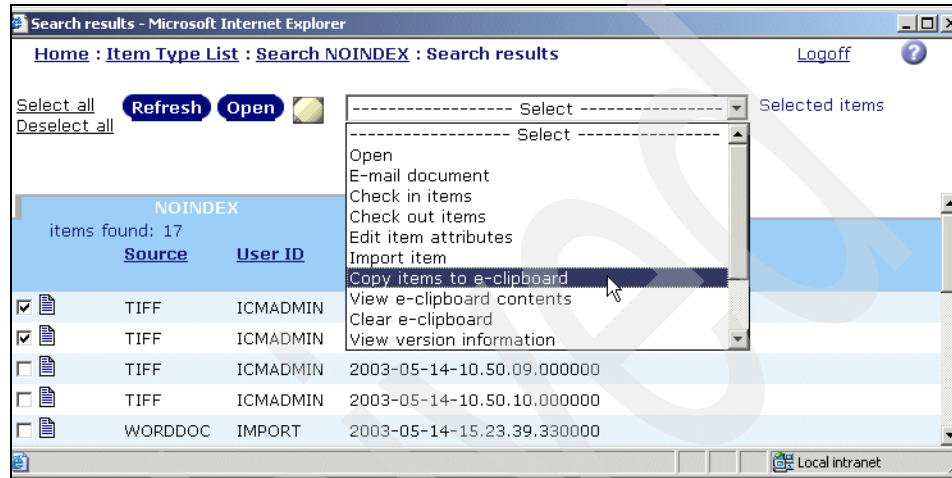 Search results - Microsoft Internet Explorer
Home : Item Type List : Search NOINDEX : Search results Logoff ?
Select all Refresh Open ------------------ Select ---------------- Selected items
Deselect all
------------------ Select ----------------
Open
E-mail document
Check in items
Check out items
Edit item attributes
Import item
Copy items to e-clipboard
View e-clipboard contents
Clear e-clipboard
View version information
NOINDEX
items found: 17
Source User ID
TIFF ICMADMIN
TIFF ICMADMIN
TIFF ICMADMIN 2003-05-14-10.50.09.000000
TIFF ICMADMIN 2003-05-14-10.50.10.000000
WORDDOC IMPORT 2003-05-14-15.23.39.330000
Local intranet